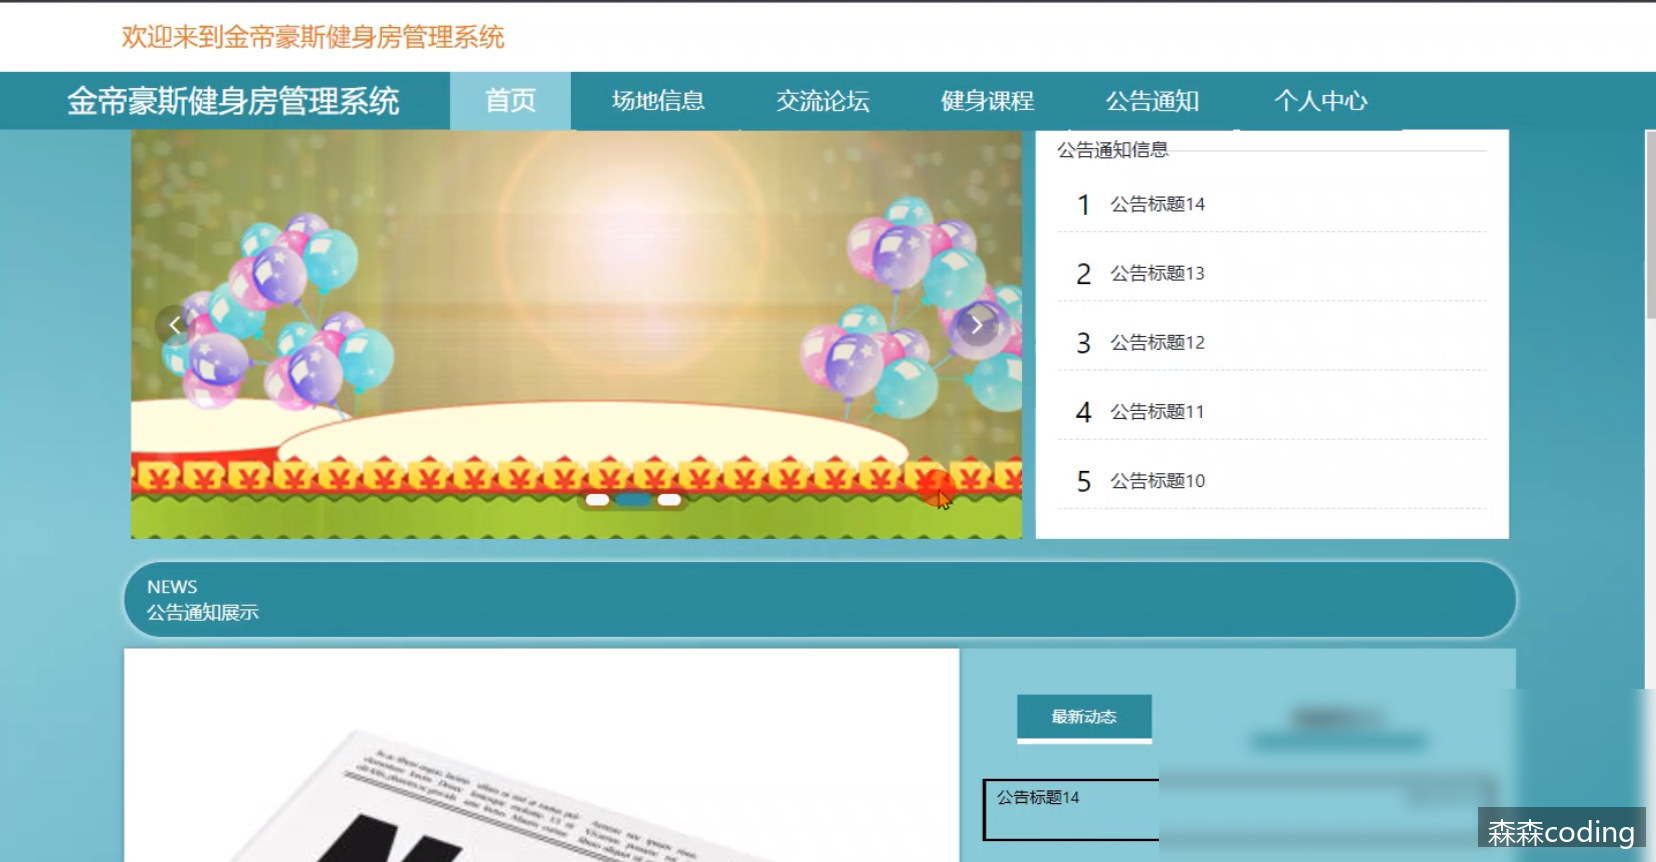 欢迎来到金帝豪斯健身房管理系统
金帝豪斯健身房管理系统
首页
场地信息
交流论坛
健身课程
公告通知
个人中心
公告通知信息
1 公告标题14
2 公告标题13
3 公告标题12
4 公告标题11
5 公告标题10
NEWS
公告通知展示
最新动态
公告标题14
森森coding